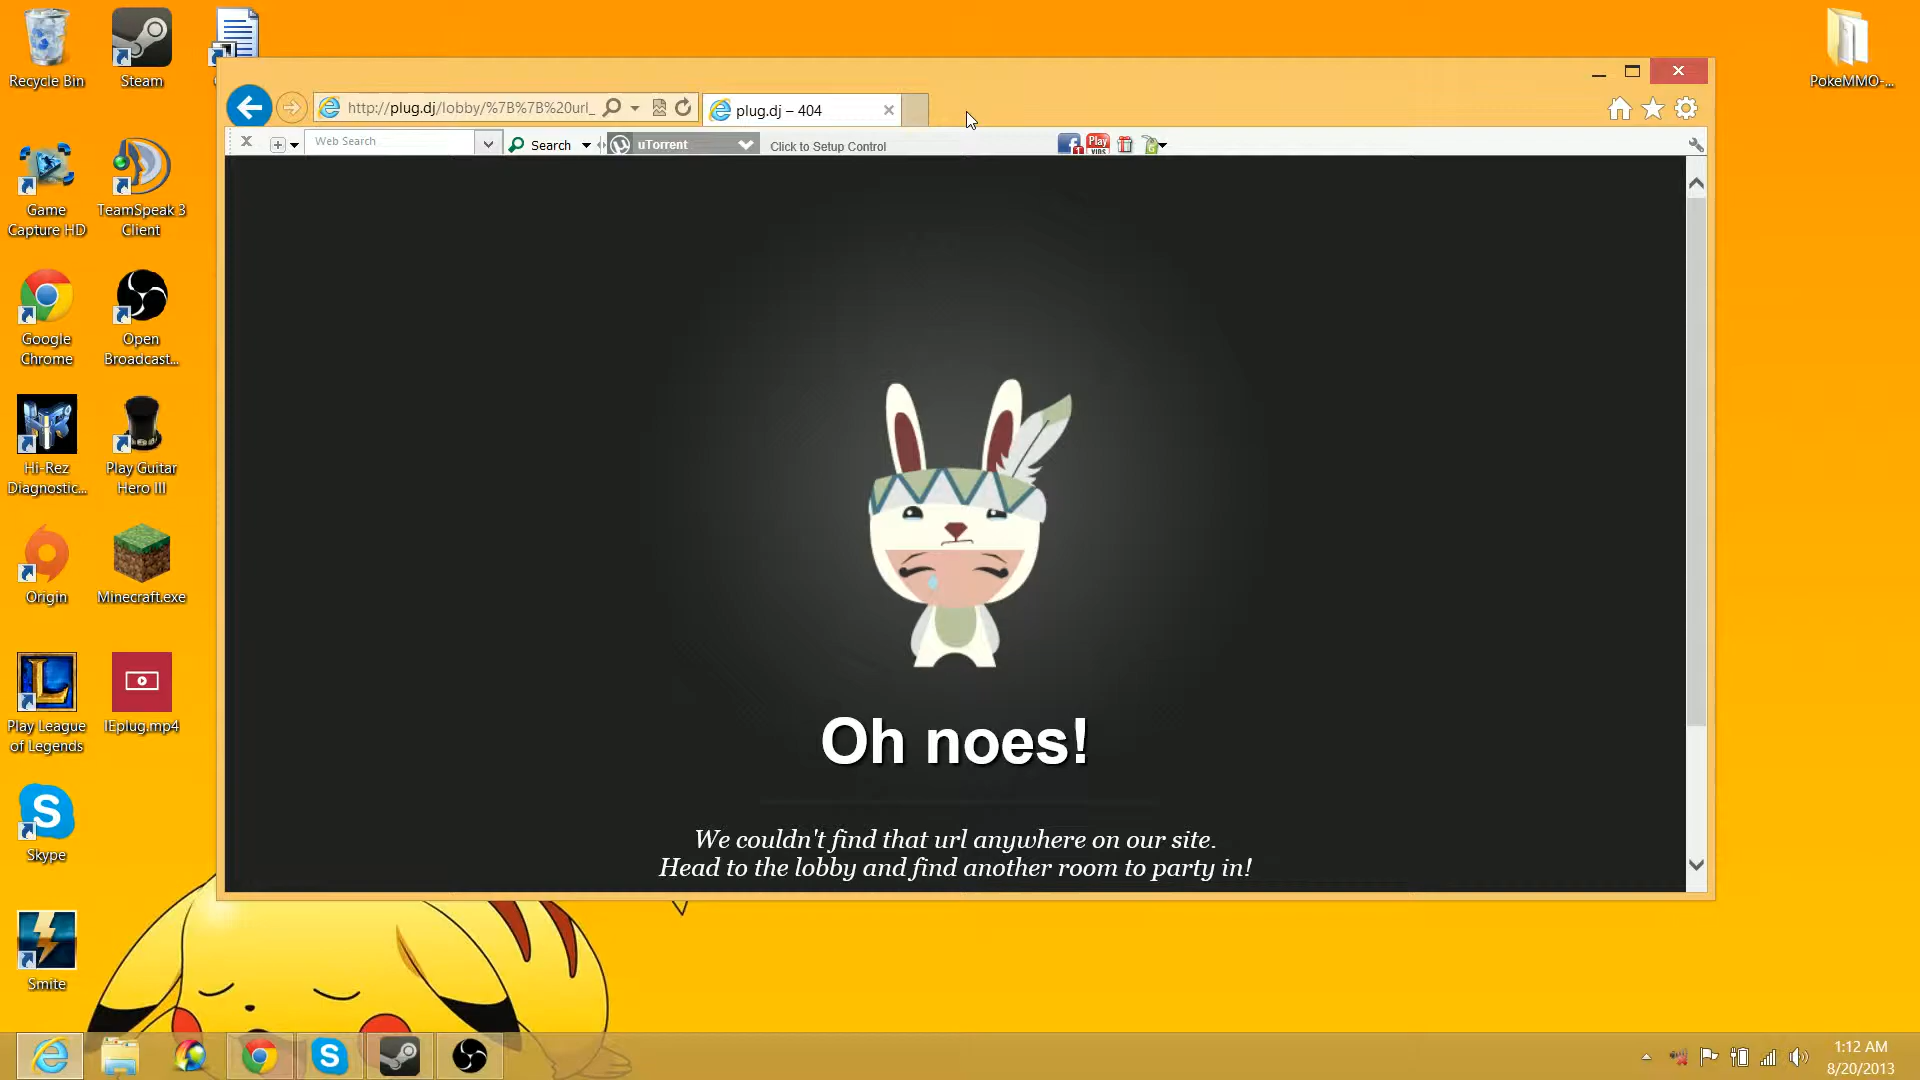 Recycle Bin
Steam
PokeMMO-...
http://plug.dj/lobby/%7B%7B%20url_
plug.dj – 404
Web Search
Search
uTorrent
Click to Setup Control
Play
Game
Capture HD
TeamSpeak 3
Client
Google
Chrome
Open
Broadcast...
Hi-Rez
Diagnostic...
Play Guitar
Hero III
Origin
Minecraft.exe
Play League
of Legends
IEplug.mp4
Skype
Smite
Oh noes!
We couldn't find that url anywhere on our site.
Head to the lobby and find another room to party in!
1:12 AM
8/20/2013